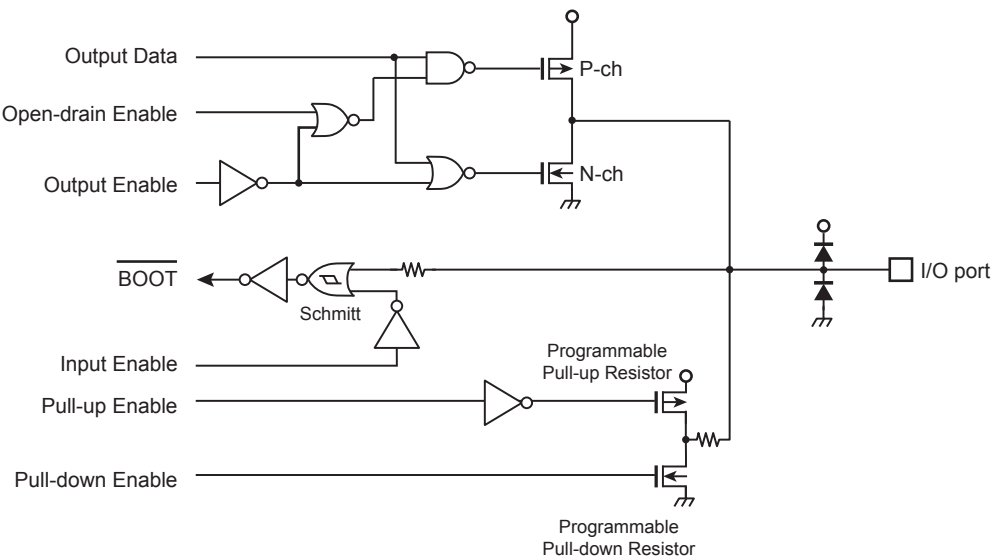 Output Data
P-ch
Open-drain Enable
Output Enable
N-ch
BOOT
I/O port
Schmitt
Input Enable
Programmable
Pull-up Resistor
Pull-up Enable
Pull-down Enable
Programmable
Pull-down Resistor